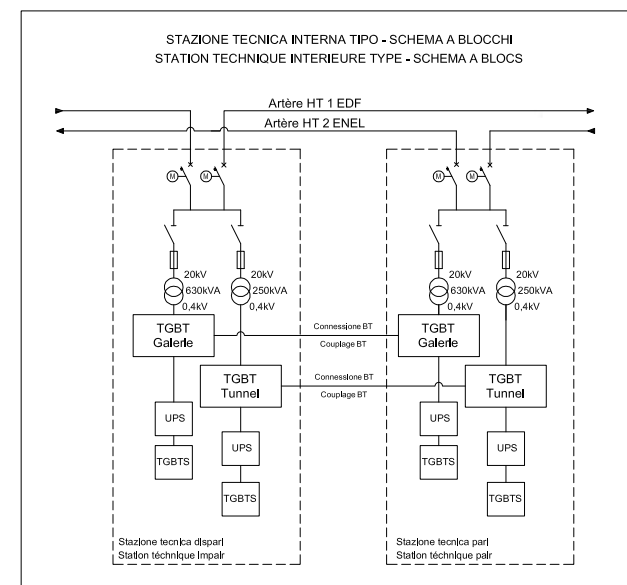 STAZIONE TECNICA INTERNA TIPO - SCHEMA A BLOCCHI
STATION TECHNIQUE INTERIEURE TYPE - SCHEMA A BLOCS
Artère HT 1 EDF
Artère HT 2 ENEL
M
M
M
M
20kV
630kVA
0,4kV
20kV
250kVA
0,4kV
20kV
630kVA
0,4kV
20kV
250kVA
0,4kV
TGBT
Galerie
Connessione BT
Couplage BT
TGBT
Galerie
TGBT
Tunnel
Connessione BT
Couplage BT
TGBT
Tunnel
UPS
UPS
UPS
UPS
TGBTS
TGBTS
TGBTS
TGBTS
Stazione tecnica dispari
Station téchnique impair
Stazione tecnica pari
Station téchnique pair